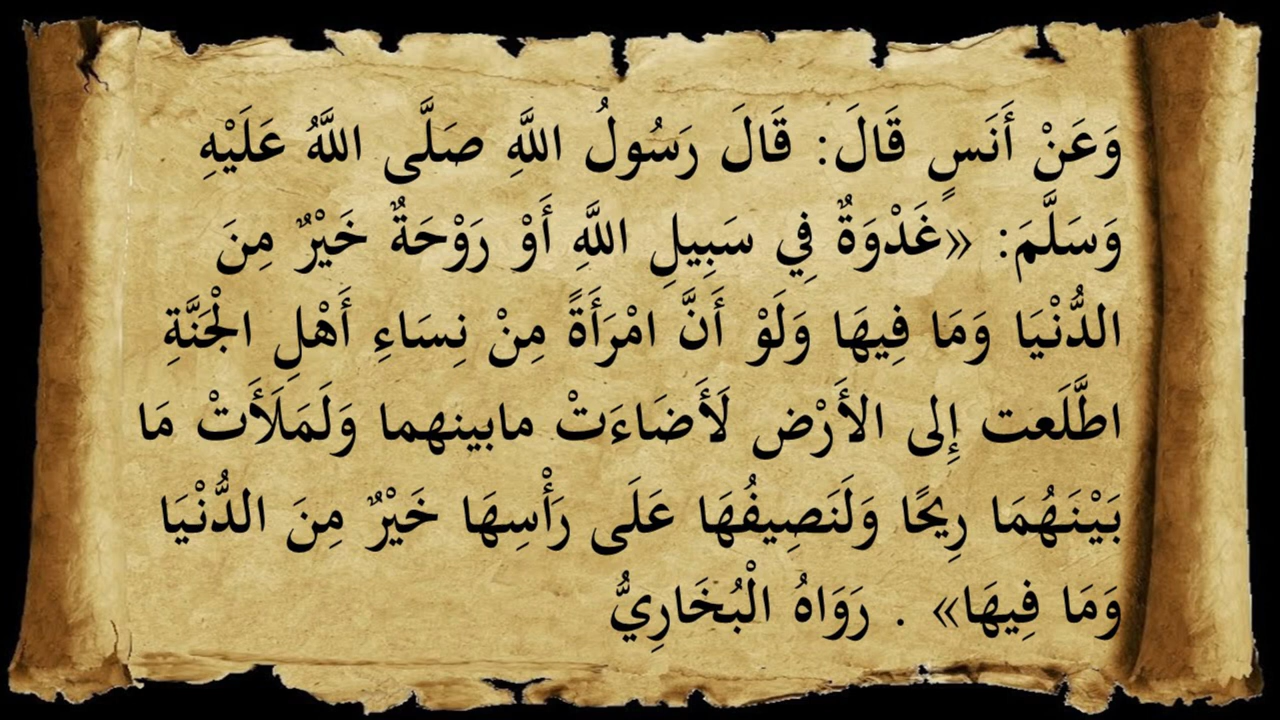 وَعَنْ أَنَسٍ قَالَ: قَالَ رَسُولُ اللَّهِ صَلَّى اللَّهُ عَلَيْهِ
وَسَلَّمَ: «غَدْوَةٌ فِي سَبِيلِ اللَّهِ أَوْ رَوْحَةٌ خَيْرٌ مِنَ
الدُّنْيَا وَمَا فِيهَا وَلَوْ أَنَّ امْرَأَةً مِنْ نِسَاءِ أَهْلِ الْجَنَّةِ
اطَّلَعت إِلى الأَرْض لَأَضَاءَتْ مابينهما وَلَمَلَأَتْ مَا
بَيْنَهُمَا رِيحًا وَلَنَصِيفُهَا عَلَى رَأْسِهَا خَيْرٌ مِنَ الدُّنْيَا
وَمَا فِيهَا» . رَوَاهُ الْبُخَارِيُّ